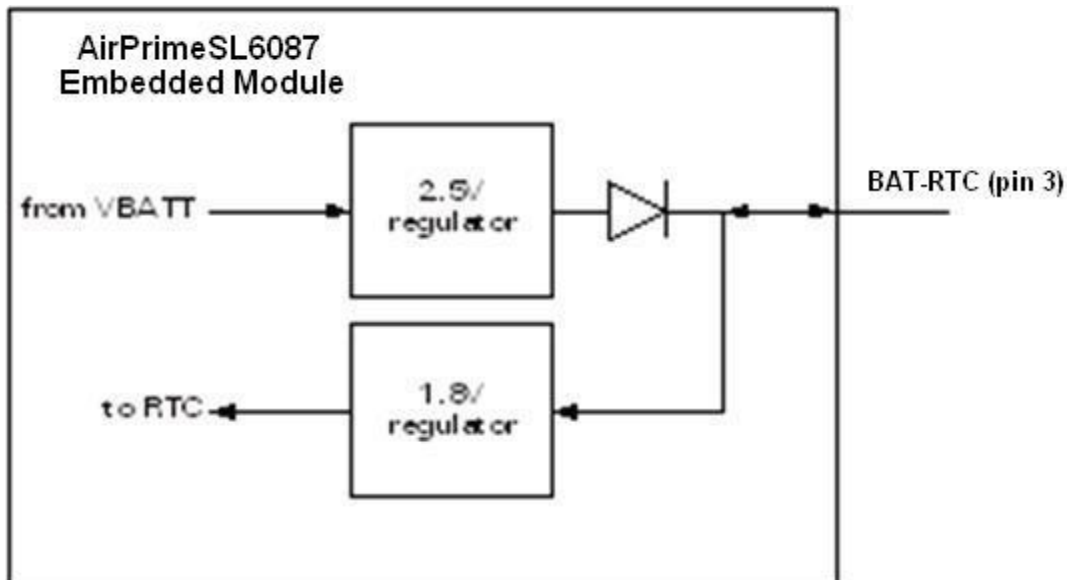 AirPrimeSL6087
Embedded Module
2.5V
regulator
from VBATT
BAT-RTC (pin 3)
1.8V
regulator
to RTC